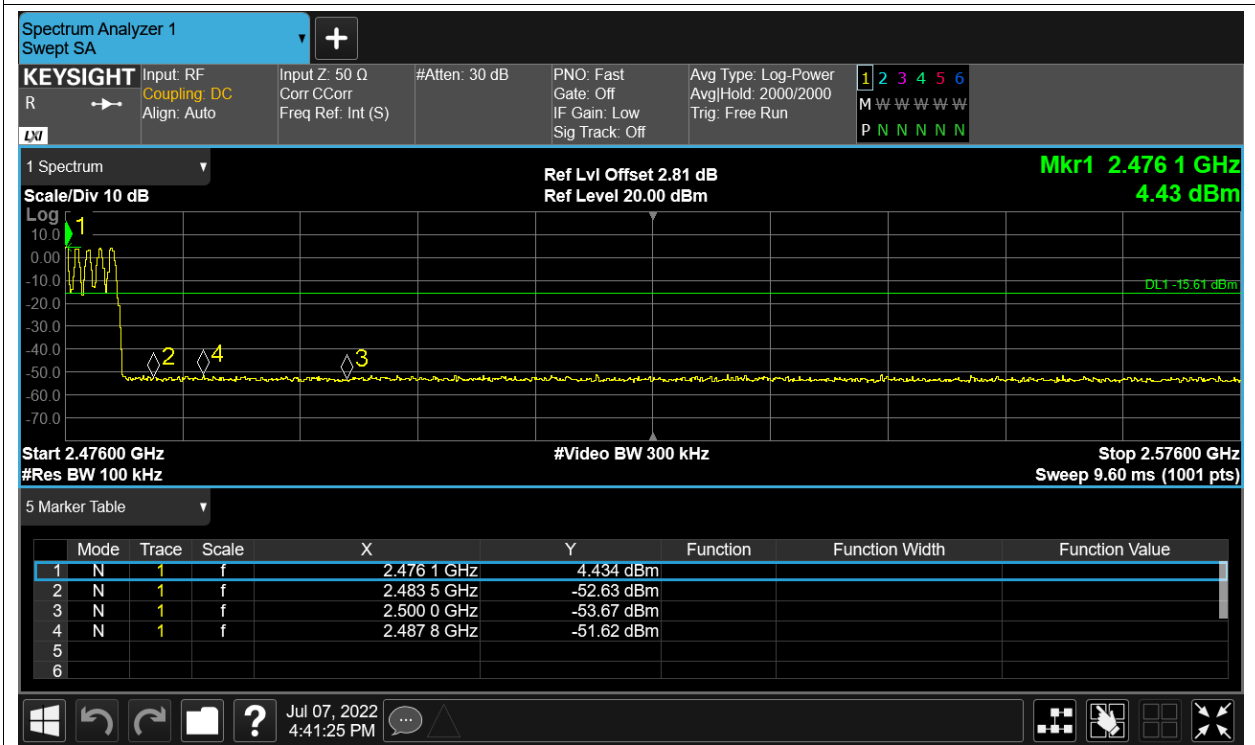 Spectrum Analyzer 1
Swept SA
KEYSIGHT Input: RF Input Z: 50 Ω #Atten: 30 dB PNO: Fast Avg Type: Log-Power 1 2 3 4 5 6
R Coupling: DC Corr CCorr Gate: Off Avg|Hold: 2000/2000 M W W W W W W
Align: Auto Freq Ref: Int (S) IF Gain: Low Trig: Free Run
LXI Sig Track: Off P N N N N N N
1 Spectrum Ref Lvl Offset 2.81 dB Mkr1 2.476 1 GHz
Scale/Div 10 dB Ref Level 20.00 dBm 4.43 dBm
Log 1
10.0
0.00
-10.0 DL1 -15.61 dBm
-20.0
-30.0
-40.0 2 4 3
-50.0
-60.0
-70.0
Start 2.47600 GHz #Video BW 300 kHz Stop 2.57600 GHz
#Res BW 100 kHz Sweep 9.60 ms (1001 pts)
5 Marker Table
Mode Trace Scale X Y Function Function Width Function Value
1 N 1 f 2.476 1 GHz 4.434 dBm
2 N 1 f 2.483 5 GHz -52.63 dBm
3 N 1 f 2.500 0 GHz -53.67 dBm
4 N 1 f 2.487 8 GHz -51.62 dBm
5
6
? Jul 07, 2022
4:41:25 PM